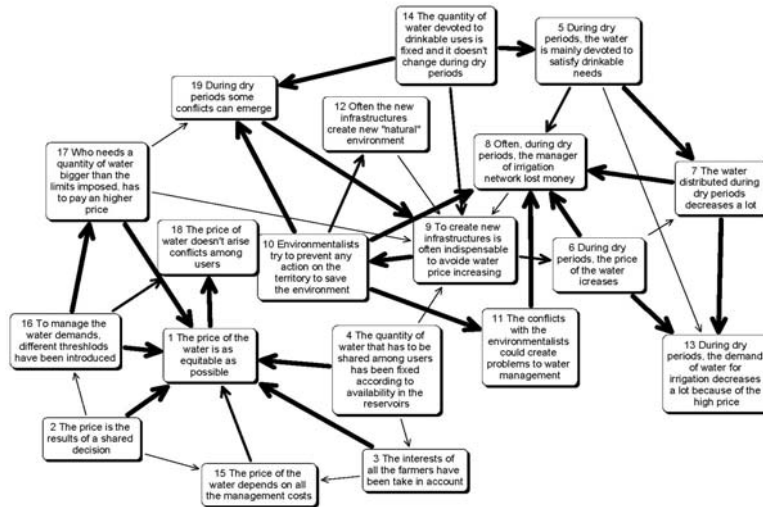 14 The quantity of
water devoted to
drinkable uses is
fixed and it doesn't
change during dry
periods
5 During dry
periods, the water
is mainly devoted to
satisfy drinkable
needs
19 During dry
periods some
conflicts can emerge
12 Often the new
infrastructures
create new "natural"
environment
17 Who needs a
quantity of water
bigger than the
limits imposed, has
to pay an higher
price
8 Often, during dry
periods, the manager
of irrigation
network lost money
7 The water
distributed during
dry periods
decreases a lot
18 The price of
water doesn't arise
conflicts among
users
10 Environmentalists
try to prevent any
action on the
territory to save
the environment
9 To create new
infrastructures is
often indispensable
to avoide water
price increasing
6 During dry
periods, the price
of the water
icreases
16 To manage the
water demands,
different threshlods
have been introduced
1 The price of the
water is as
equitable as
possible
4 The quantity of
water that has to be
shared among users
has been fixed
according to
availability in the
reservoirs
11 The conflicts
with the
environmentalists
could create
problems to water
management
13 During dry
periods, the demand
of water for
irrigation decreases
a lot because of the
high price
2 The price is the
results of a shared
decision
15 The price of the
water depends on all
the management costs
3 The interests of
all the farmers have
been take in account